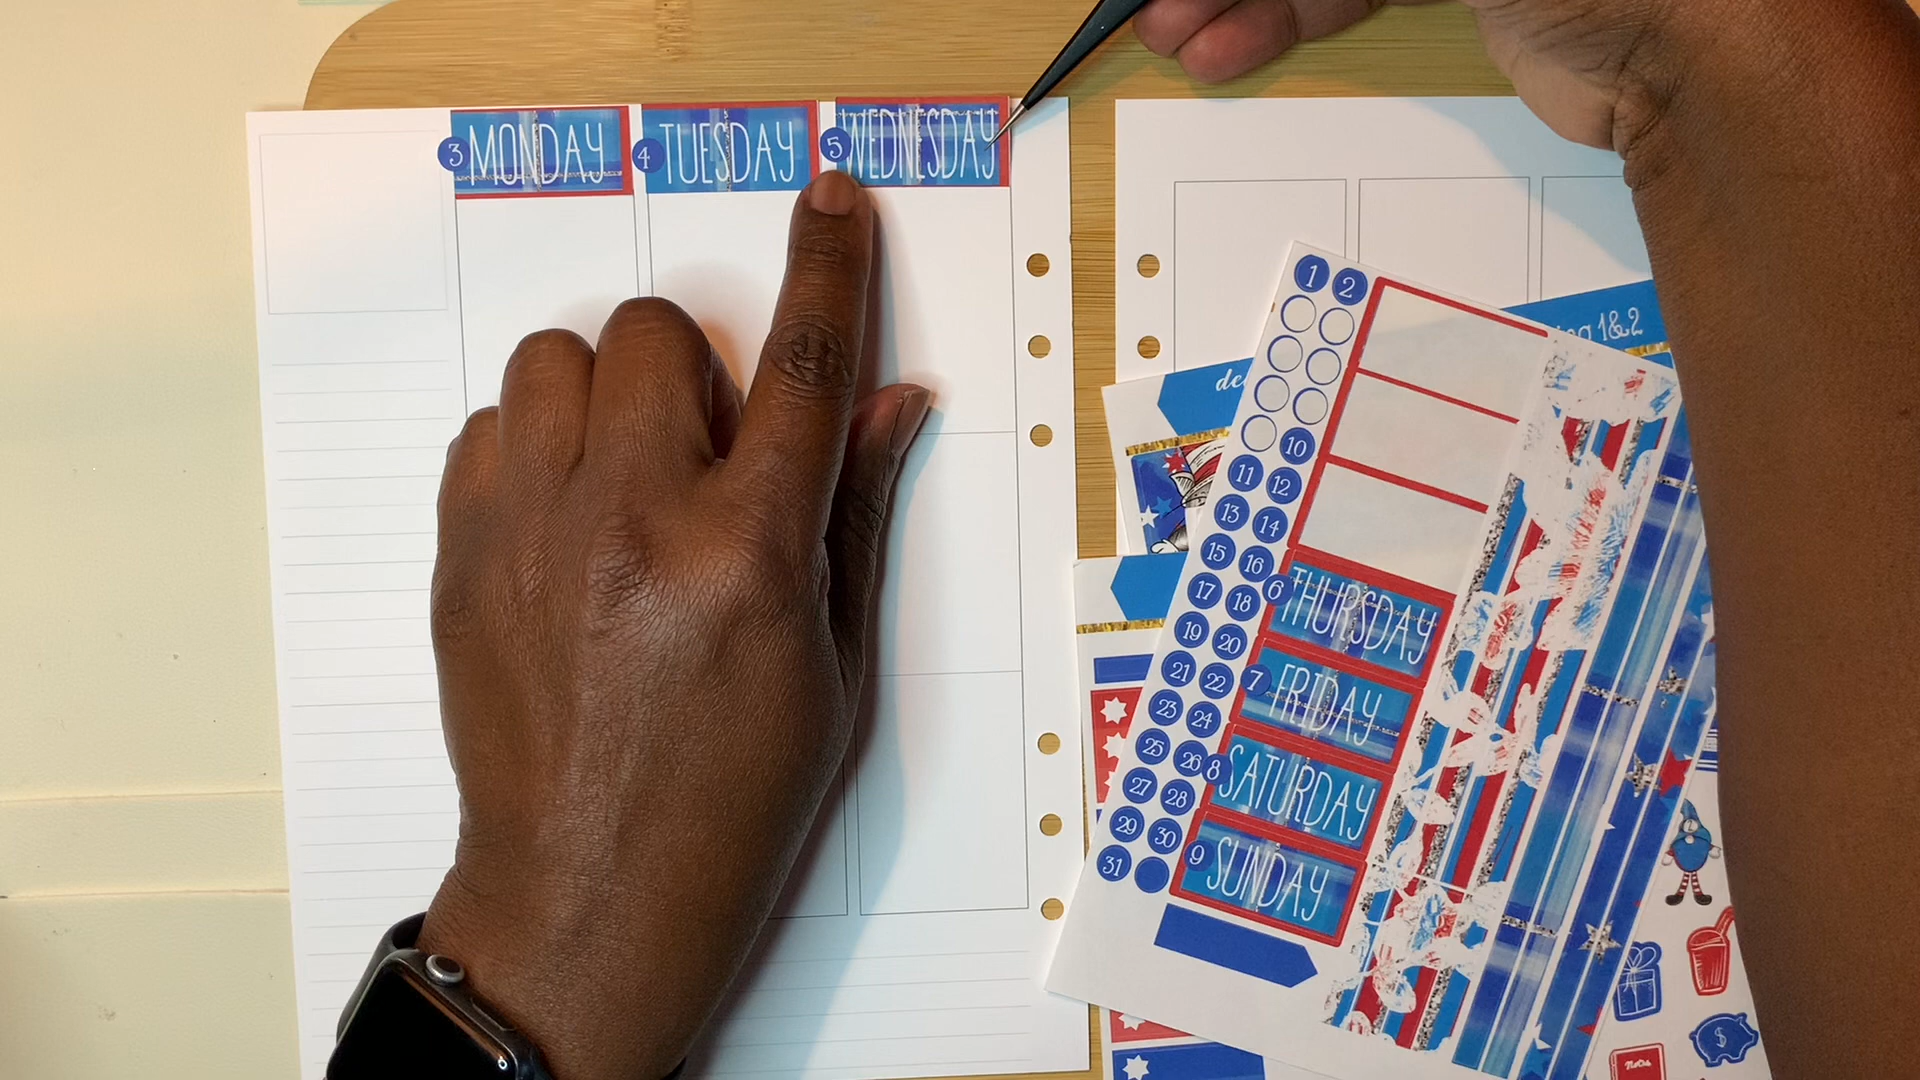 3 MONDAY
4 TUESDAY
5 WEDNESDAY
1 2
1&2
10
11 12
13 14
15 16
17 18
19 20
21 22
23 24
25 26
27 28
29 30
31
6 THURSDAY
7 FRIDAY
8 SATURDAY
9 SUNDAY
$